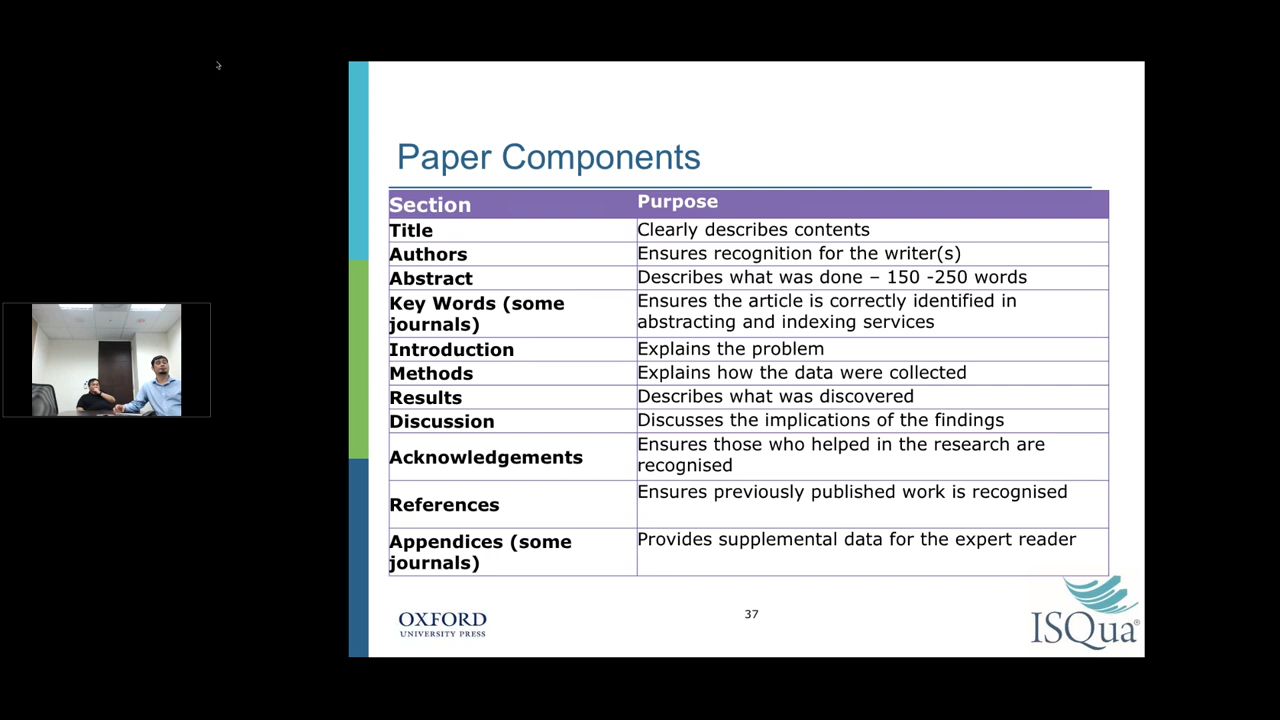 Paper Components
Section Purpose
Title Clearly describes contents
Authors Ensures recognition for the writer(s)
Abstract Describes what was done – 150 -250 words
Key Words (some
journals)
Ensures the article is correctly identified in
abstracting and indexing services
Introduction Explains the problem
Methods Explains how the data were collected
Results Describes what was discovered
Discussion Discusses the implications of the findings
Acknowledgements
Ensures those who helped in the research are
recognised
References
Ensures previously published work is recognised
Appendices (some
journals)
Provides supplemental data for the expert reader
OXFORD
UNIVERSITY PRESS
37
ISQua®